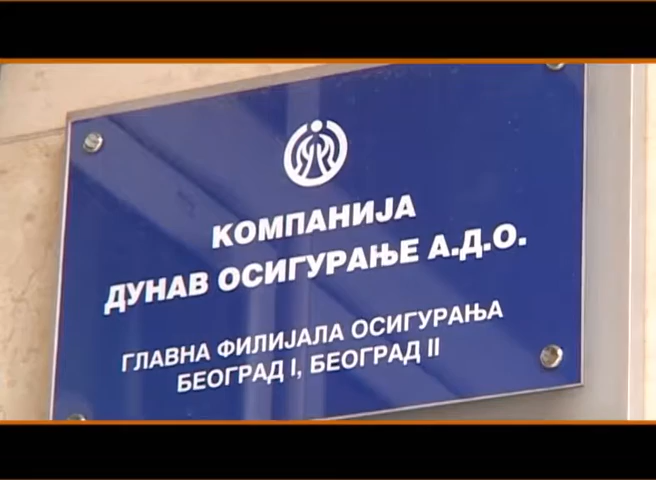 КОМПАНИЈА
ДУНАВ ОСИГУРАЊЕ А.Д.О.
ГЛАВНА ФИЛИЈАЛА ОСИГУРАЊА
БЕОГРАД I, БЕОГРАД II